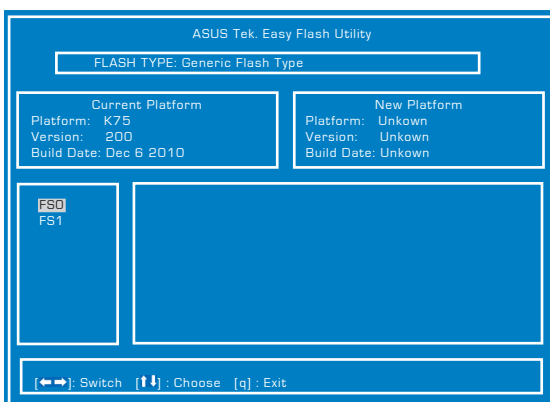 ASUS Tek. Easy Flash Utility
FLASH TYPE: Generic Flash Type
Current Platform
Platform: K75
Version: 200
Build Date: Dec 6 2010
New Platform
Platform: Unkown
Version: Unkown
Build Date: Unkown
FS0
FS1
[←→]: Switch [↑↓] : Choose [q] : Exit